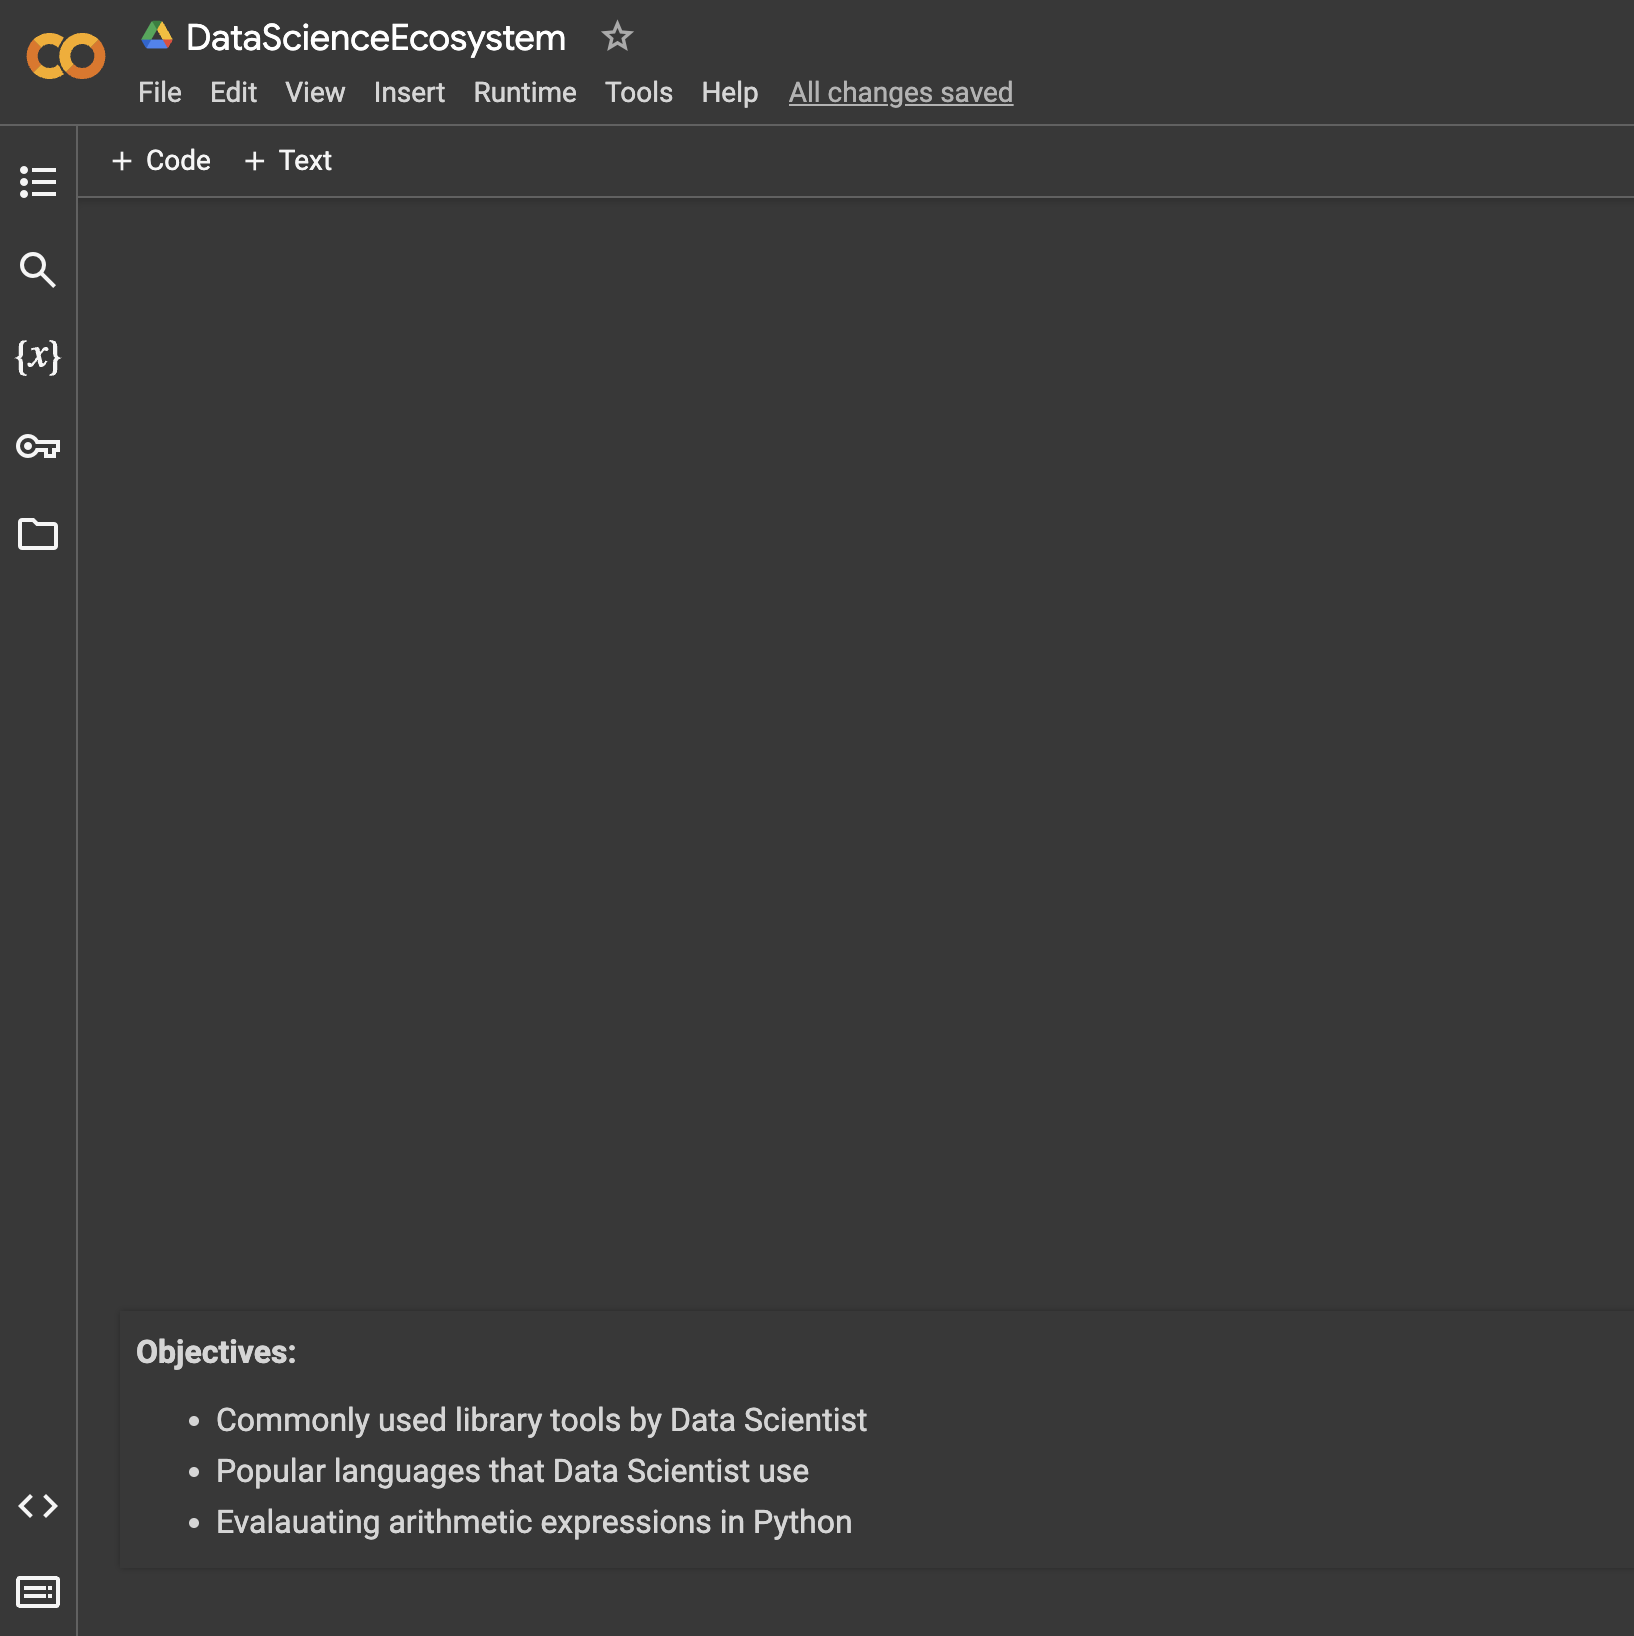 DataScienceEcosystem
File Edit View Insert Runtime Tools Help All changes saved
+ Code + Text
{x}
Objectives:
• Commonly used library tools by Data Scientist
• Popular languages that Data Scientist use
• Evalauating arithmetic expressions in Python